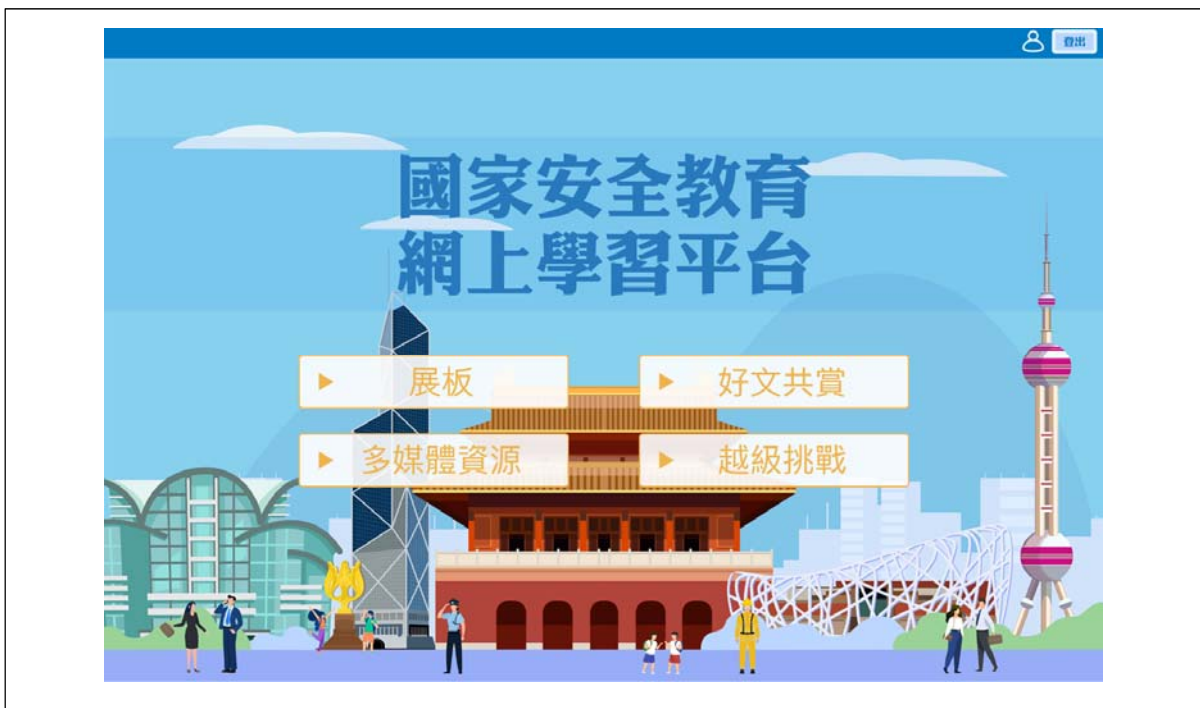 登出
國家安全教育
網上學習平台
展板
好文共賞
多媒體資源
越級挑戰